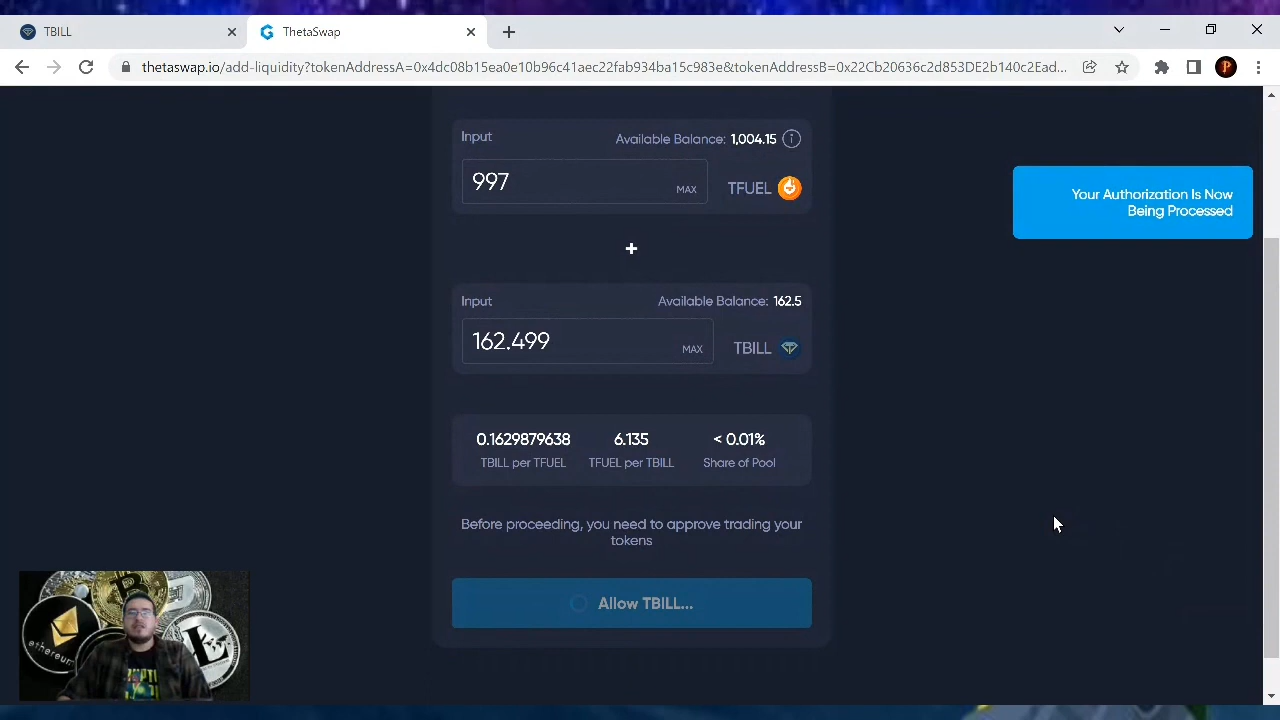 TBILL
ThetaSwap
thetaswap.io/add-liquidity?tokenAddressA=0x4dc08b15ea0e10b96c41aec22fab934ba15c983e&tokenAddressB=0x22Cb20636c2d853DE2b140c2Ead...
Input
Available Balance: 1,004.15
997
MAX
TFUEL
Your Authorization Is Now
Being Processed
+
Input
Available Balance: 162.5
162.499
MAX
TBILL
0.1629879638
6.135
< 0.01%
TBILL per TFUEL
TFUEL per TBILL
Share of Pool
Before proceeding, you need to approve trading your
tokens
Allow TBILL...
ethereum